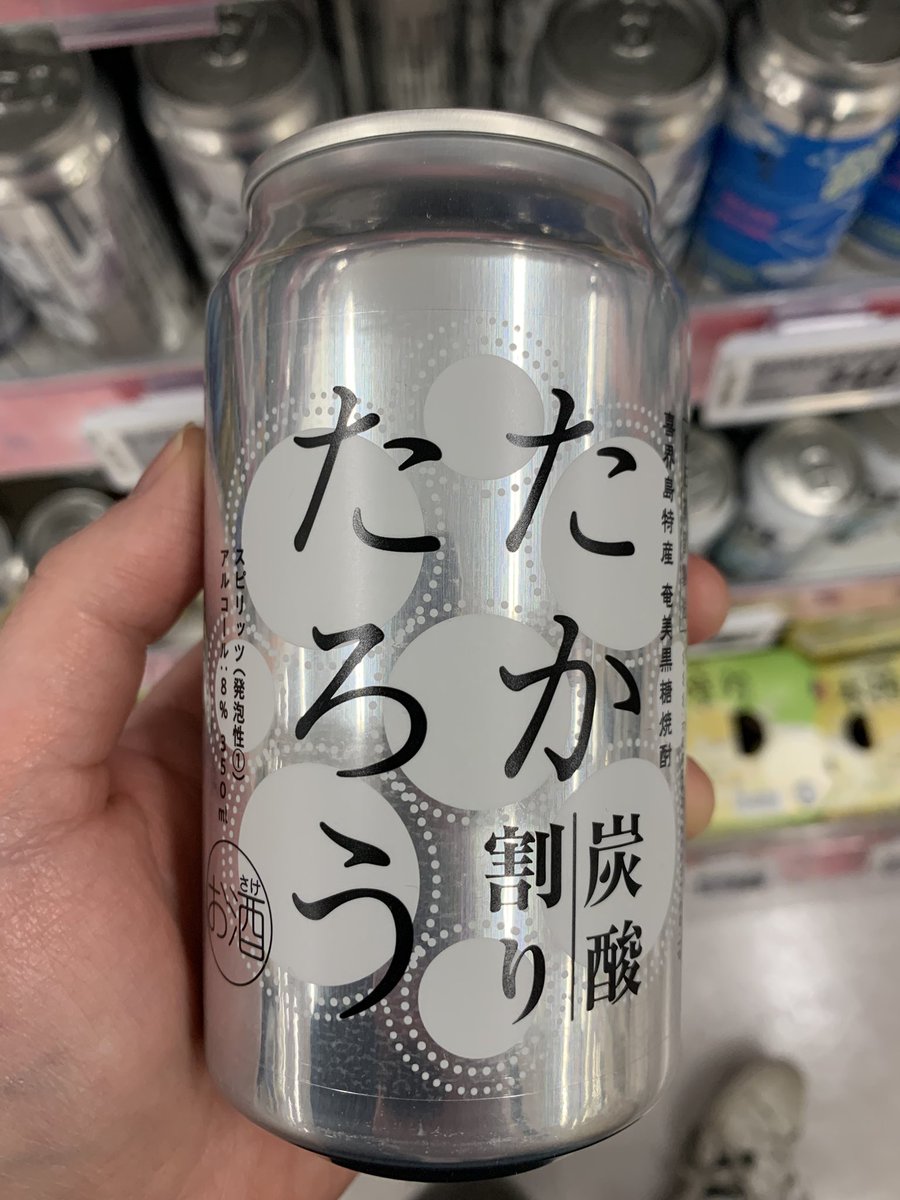 喜界島特産 奄美黒糖焼酎
たか
たろう
炭酸
割り
スピリッツ(発泡性①)
アルコール:8% 350ml
さけ
お酒